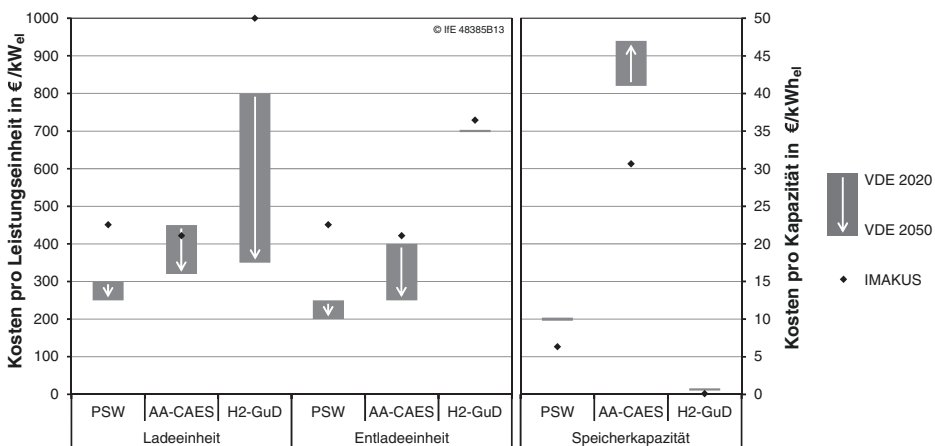 Kosten pro Leistungseinheit in €/kWel
1000
900
800
700
600
500
400
300
200
100
0
© IfE 48385B13
PSW AA-CAES H2-GuD PSW AA-CAES H2-GuD
Ladeeinheit Entladeeinheit
50
45
40
35
30
25
20
15
10
5
0
Kosten pro Kapazität in €/kWhel
PSW AA-CAES H2-GuD
Speicherkapazität
VDE 2020
VDE 2050
IMAKUS